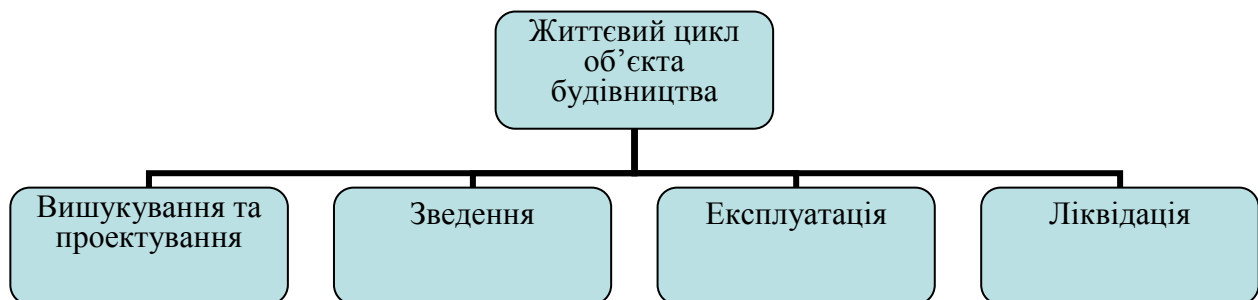 Життєвий цикл
об’єкта
будівництва
Вишукування та
проектування
Зведення
Експлуатація
Ліквідація